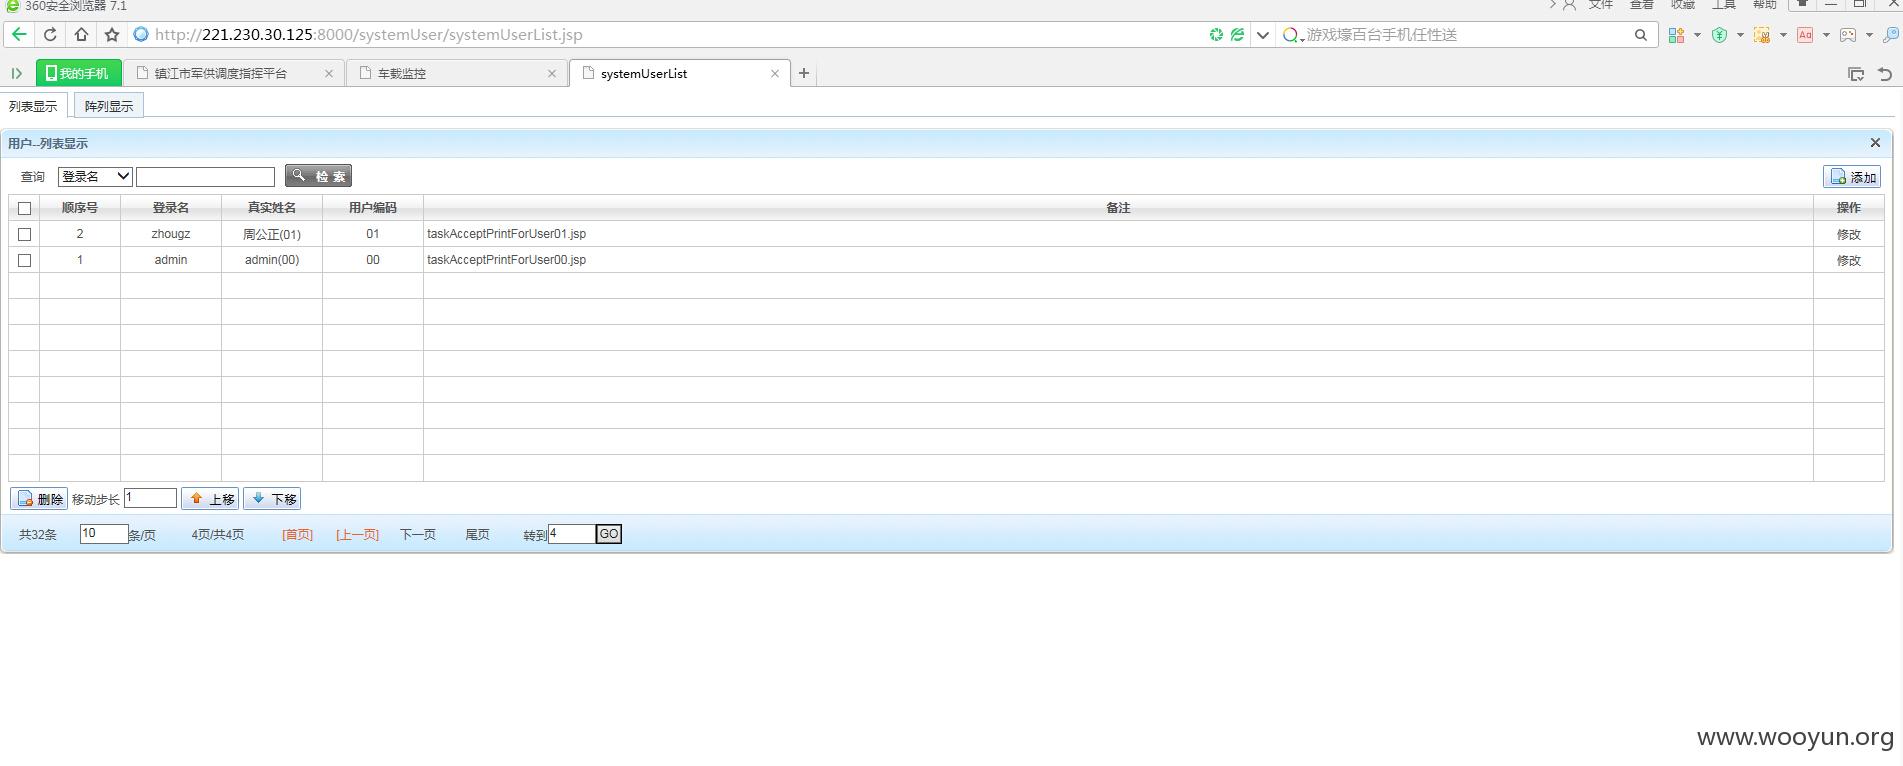 360安全浏览器 7.1
文件 查看 收藏 工具 帮助
http://221.230.30.125:8000/systemUser/systemUserList.jsp
游戏壕百台手机任性送
我的手机 镇江市军供调度指挥平台 车载监控 systemUserList
列表显示 阵列显示
用户--列表显示
查询 登录名 检 索 添加
顺序号 登录名 真实姓名 用户编码 备注 操作
2 zhougz 周公正(01) 01 taskAcceptPrintForUser01.jsp 修改
1 admin admin(00) 00 taskAcceptPrintForUser00.jsp 修改
删除 移动步长 1 上移 下移
共32条 10 条/页 4页/共4页 [首页] [上一页] 下一页 尾页 转到 4 GO
www.wooyun.org